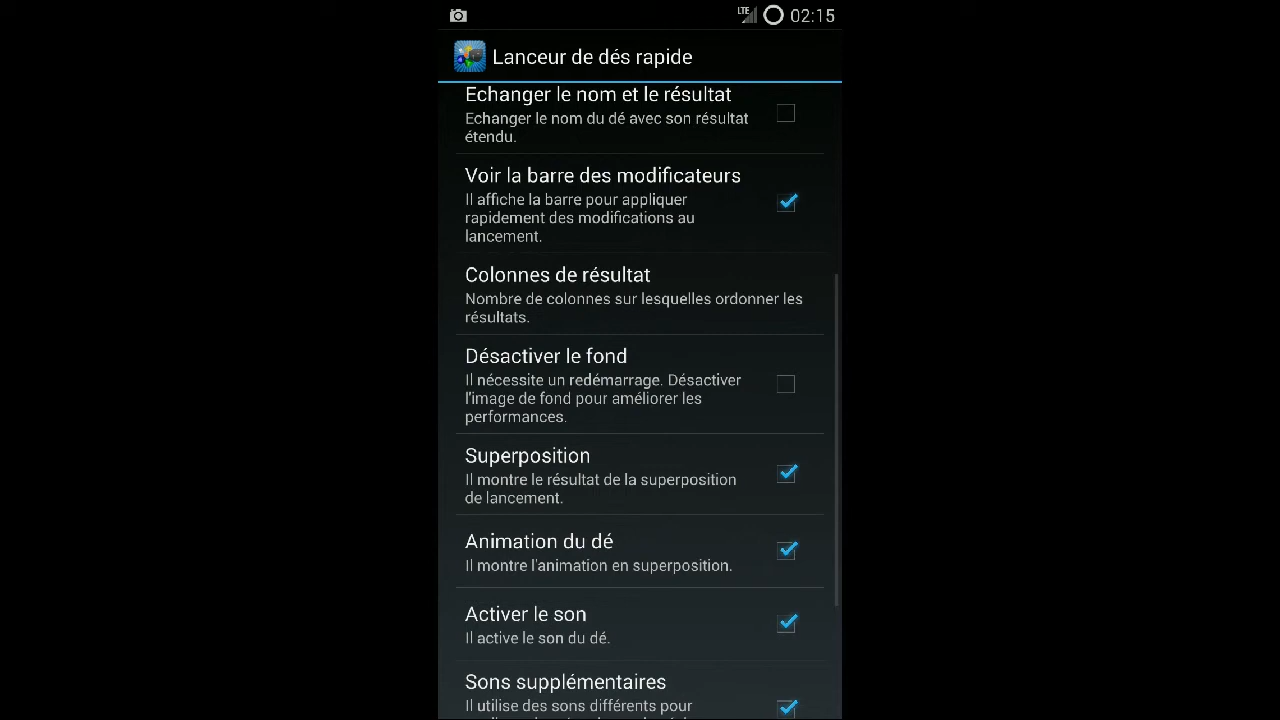 LTE 02:15
Lanceur de dés rapide
Echanger le nom et le résultat
Echanger le nom du dé avec son résultat
étendu.
Voir la barre des modificateurs
Il affiche la barre pour appliquer
rapidement des modifications au
lancement.
Colonnes de résultat
Nombre de colonnes sur lesquelles ordonner les
résultats.
Désactiver le fond
Il nécessite un redémarrage. Désactiver
l'image de fond pour améliorer les
performances.
Superposition
Il montre le résultat de la superposition
de lancement.
Animation du dé
Il montre l'animation en superposition.
Activer le son
Il active le son du dé.
Sons supplémentaires
Il utilise des sons différents pour